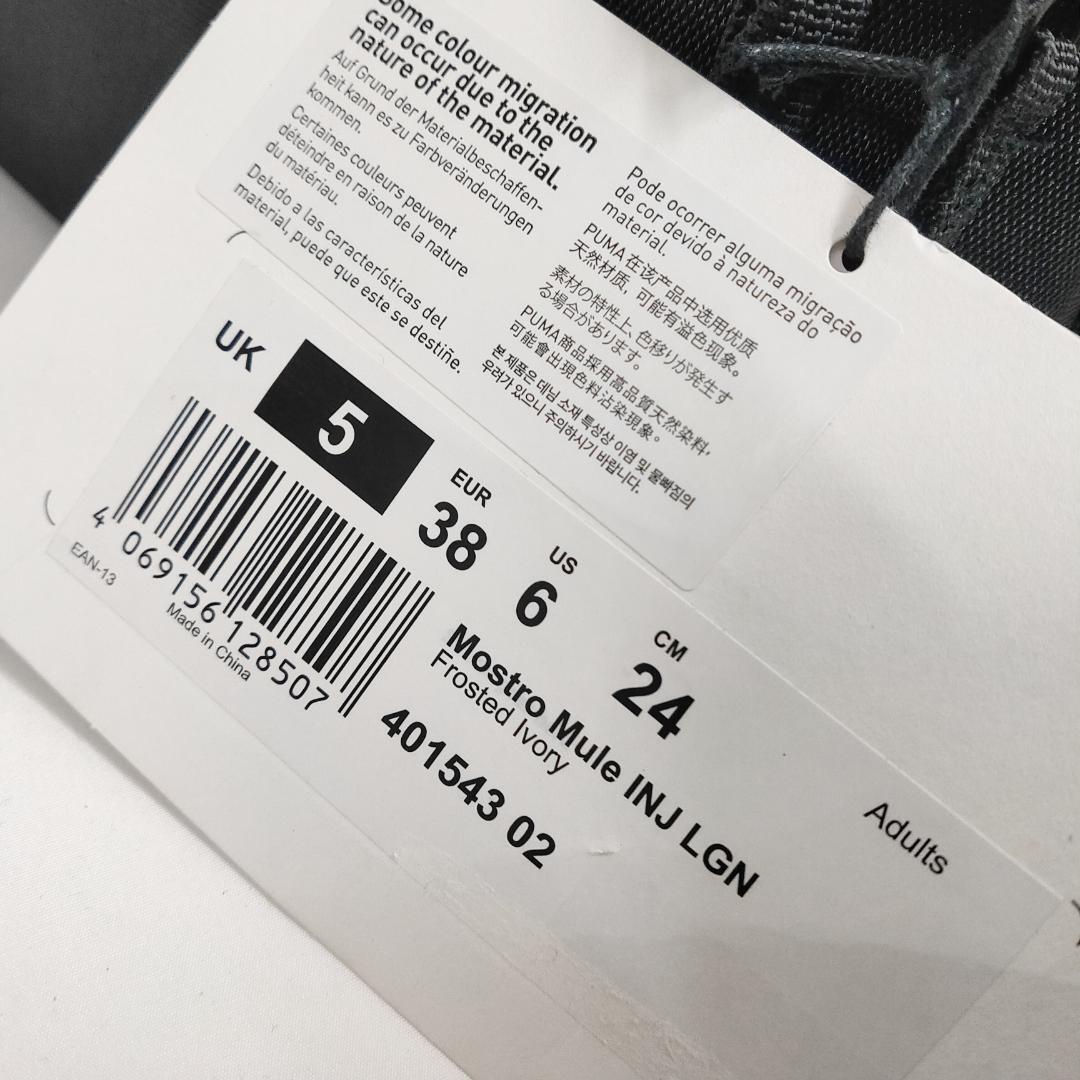 Some colour migration
can occur due to the
nature of the material.
Auf Grund der Materialbeschaffen-
heit kann es zu Farbveränderungen
kommen.
Certaines couleurs peuvent
déteindre en raison de la nature
du matériau.
Debido a las características del
material, puede que este se destiñe.
Pode ocorrer alguma migração
de cor devido à natureza do
material.
PUMA 在该产品中选用优质
天然材质, 可能有溢色现象。
素材の特性上、色移りが発生す
る場合があります。
PUMA商品採用高品質天然染料,
可能會出現色料沾染現象。
본 제품은 데님 소재 특성상 이염 및 물빠짐의
우려가 있으니 주의하시기 바랍니다.
UK
5
EUR
38
US
6
CM
24
4 069156 128507
EAN-13
Made in China
Mostro Mule INJ LGN
Frosted Ivory
401543 02
Adults